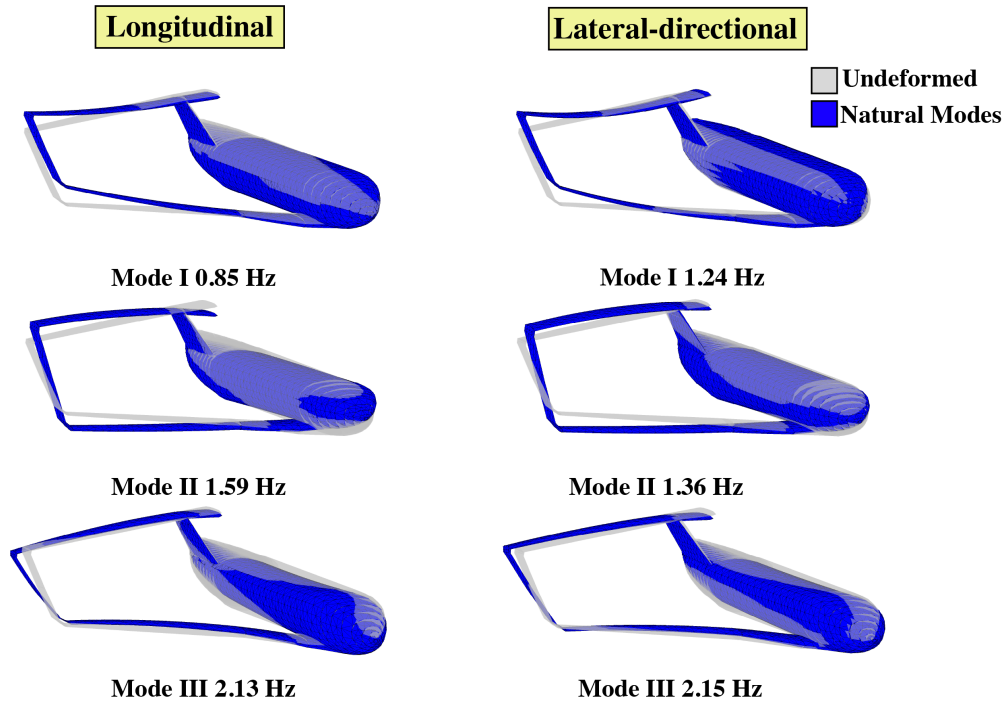 Longitudinal
Lateral-directional
Undeformed
Natural Modes
Mode I 0.85 Hz
Mode I 1.24 Hz
Mode II 1.59 Hz
Mode II 1.36 Hz
Mode III 2.13 Hz
Mode III 2.15 Hz